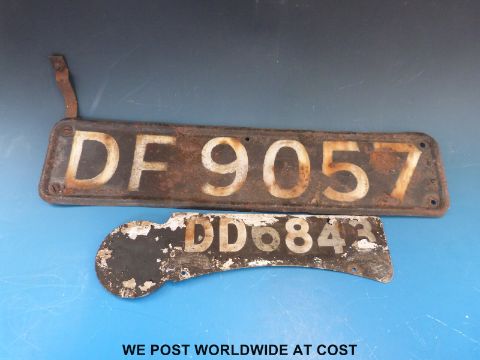 DF 9057
DD6843
WE POST WORLDWIDE AT COST